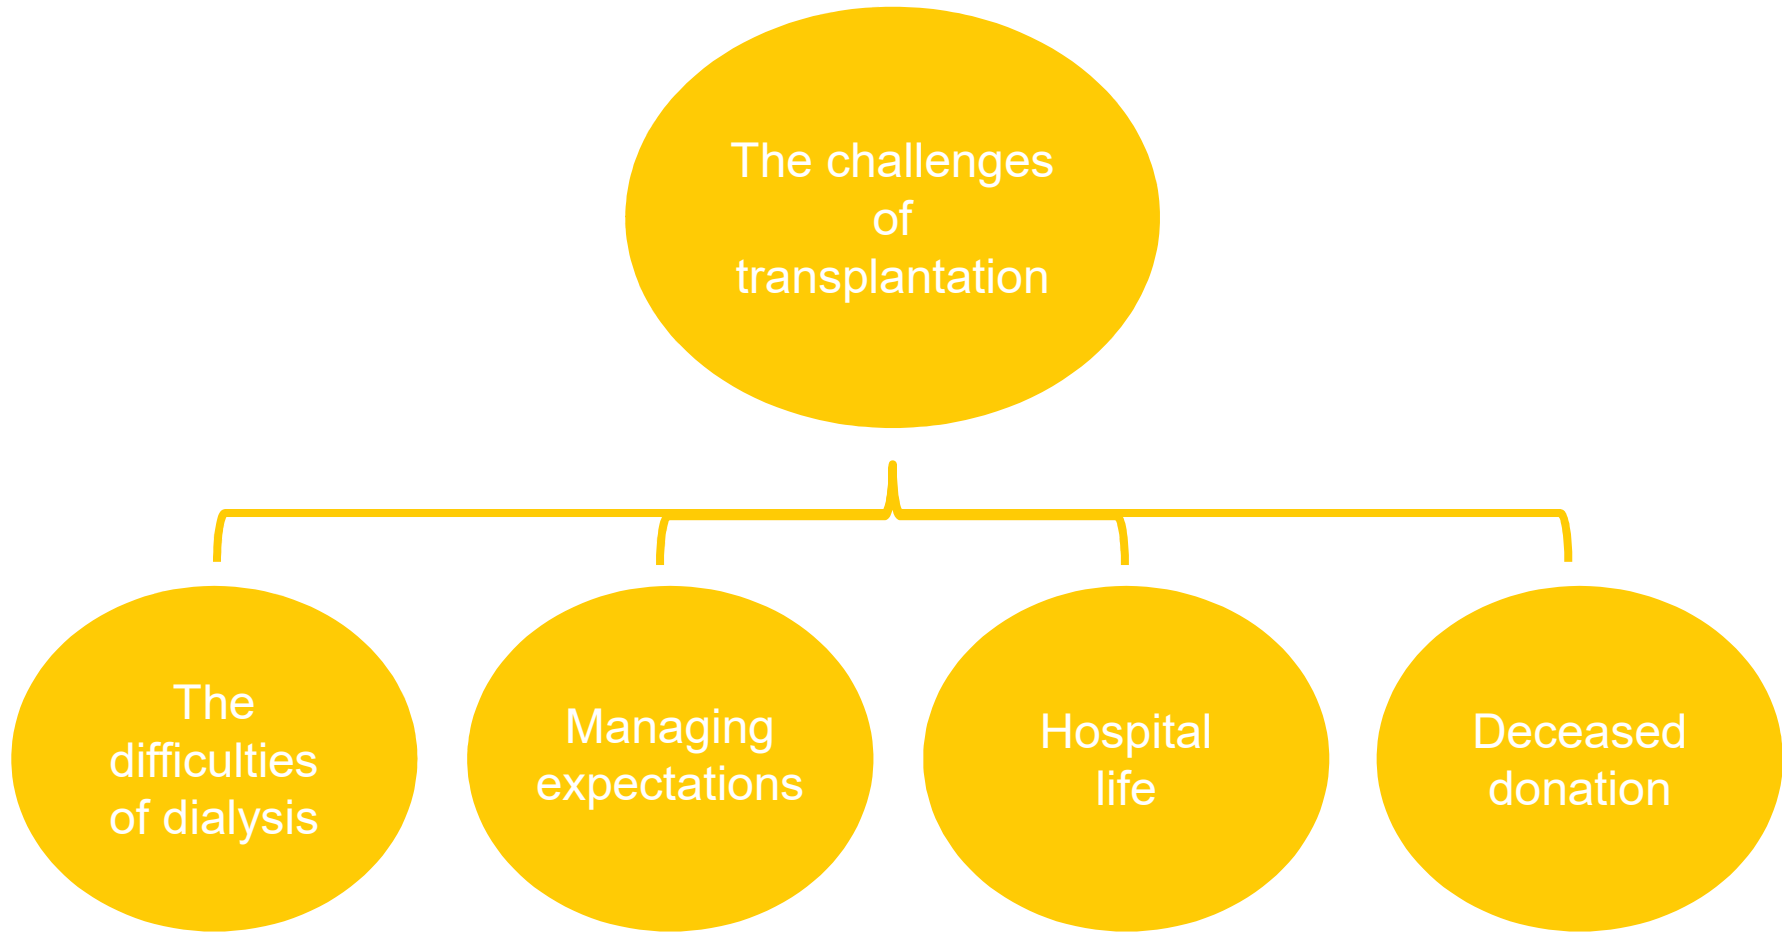 The challenges
of
transplantation
The
difficulties
of dialysis
Managing
expectations
Hospital
life
Deceased
donation